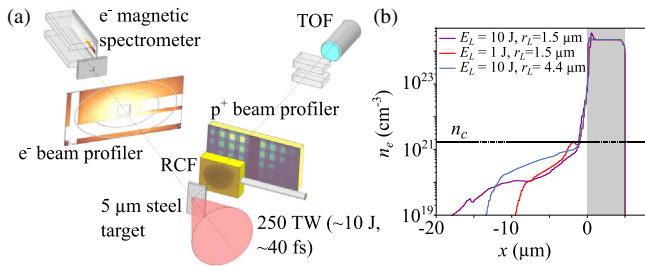 (a)
e- magnetic
spectrometer
TOF
p+ beam profiler
e- beam profiler
RCF
5 μm steel
target
250 TW (~10 J,
~40 fs)
(b)
E_L = 10 J, r_L=1.5 μm
E_L = 1 J, r_L=1.5 μm
E_L = 10 J, r_L=4.4 μm
n_e (cm-3)
10^23
10^21
10^19
n_c
-20
-10
0
x (μm)